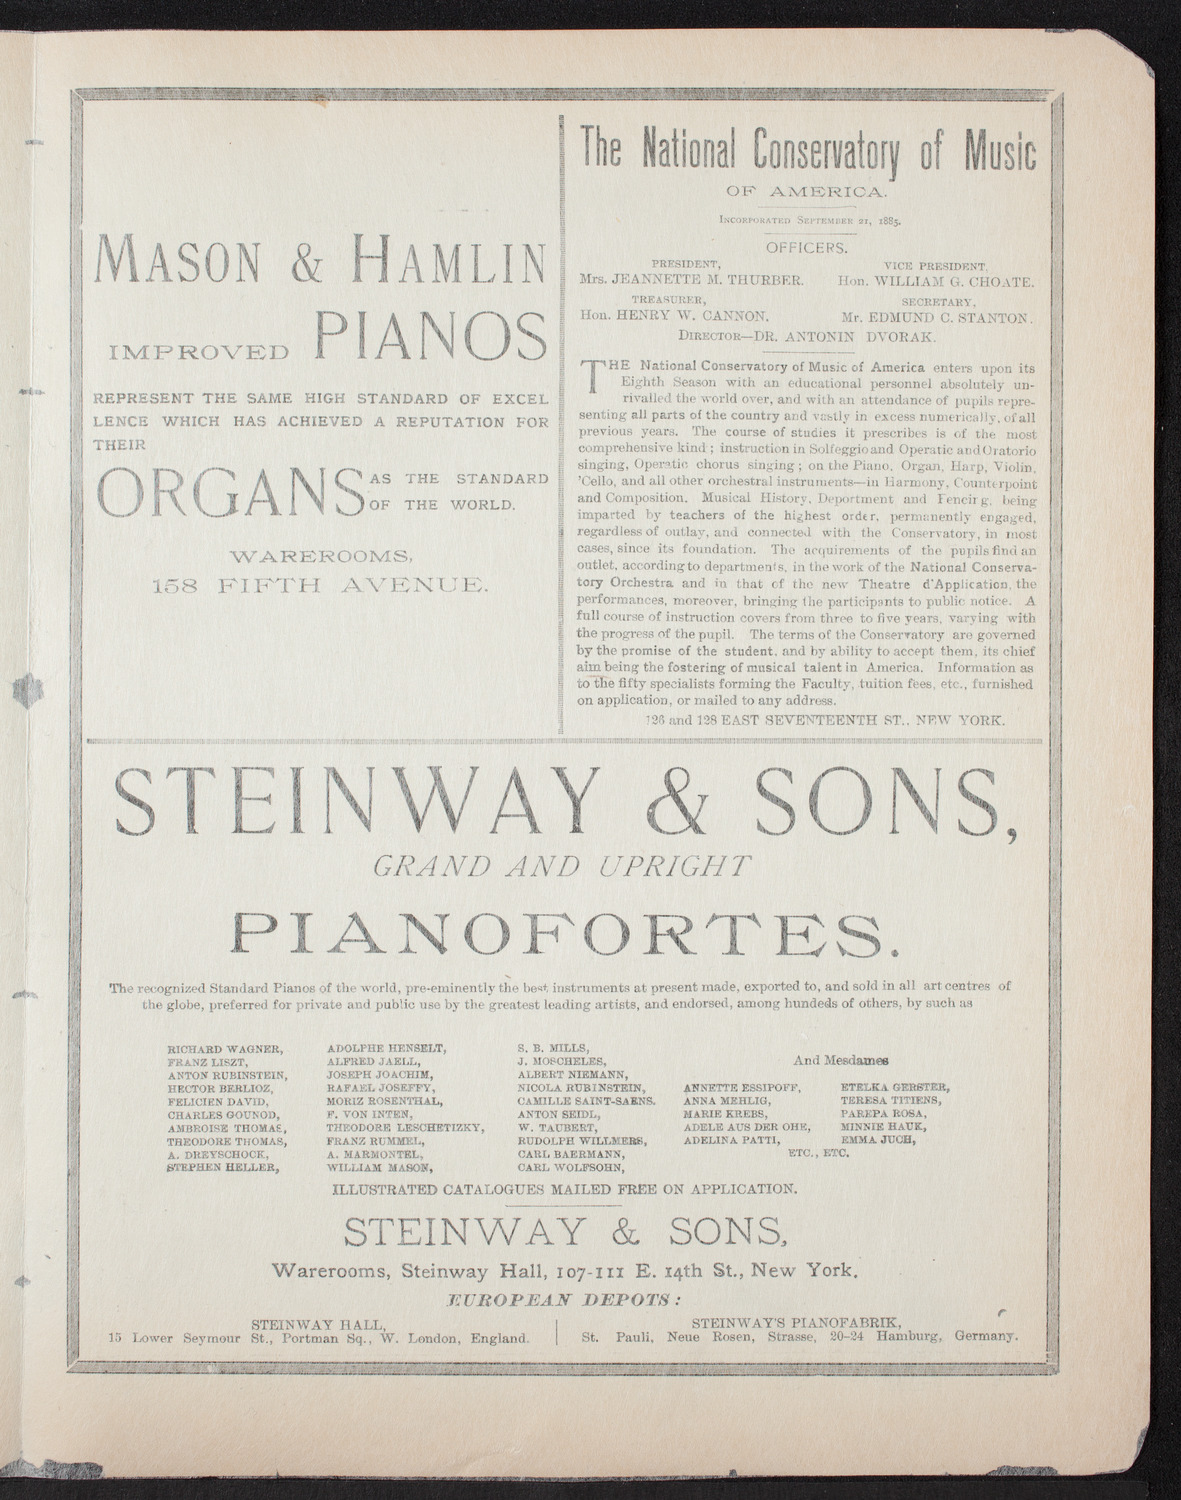 MASON & HAMLIN
IMPROVED PIANOS
REPRESENT THE SAME HIGH STANDARD OF EXCEL
LENCE WHICH HAS ACHIEVED A REPUTATION FOR
THEIR
ORGANS AS THE STANDARD
OF THE WORLD.
WAREROOMS,
158 FIFTH AVENUE.
The National Conservatory of Music
OF AMERICA.
INCORPORATED SEPTEMBER 21, 1885.
OFFICERS.
PRESIDENT, VICE PRESIDENT,
Mrs. JEANNETTE M. THURBER. Hon. WILLIAM G. CHOATE.
TREASURER, SECRETARY,
Hon. HENRY W. CANNON. Mr. EDMUND C. STANTON.
DIRECTOR—DR. ANTONIN DVORAK.
THE National Conservatory of Music of America enters upon its
Eighth Season with an educational personnel absolutely un-
rivalled the world over, and with an attendance of pupils repre-
senting all parts of the country and vastly in excess numerically, of all
previous years. The course of studies it prescribes is of the most
comprehensive kind; instruction in Solfeggio and Operatic and Oratorio
singing, Operatic chorus singing; on the Piano, Organ, Harp, Violin,
'Cello, and all other orchestral instruments—in Harmony, Counterpoint
and Composition, Musical History, Deportment and Fencing, being
imparted by teachers of the highest order, permanently engaged,
regardless of outlay, and connected with the Conservatory, in most
cases, since its foundation. The acquirements of the pupils find an
outlet, according to departments, in the work of the National Conserva-
tory Orchestra and in that of the new Theatre d'Application, the
performances, moreover, bringing the participants to public notice. A
full course of instruction covers from three to five years, varying with
the progress of the pupil. The terms of the Conservatory are governed
by the promise of the student, and by ability to accept them, its chief
aim being the fostering of musical talent in America. Information as
to the fifty specialists forming the Faculty, tuition fees, etc., furnished
on application, or mailed to any address.
126 and 128 EAST SEVENTEENTH ST., NEW YORK.
STEINWAY & SONS,
GRAND AND UPRIGHT
PIANOFORTES.
The recognized Standard Pianos of the world, pre-eminently the best instruments at present made, exported to, and sold in all art centres of
the globe, preferred for private and public use by the greatest leading artists, and endorsed, among hundeds of others, by such as
RICHARD WAGNER,
FRANZ LISZT,
ANTON RUBINSTEIN,
HECTOR BERLIOZ,
FELICIEN DAVID,
CHARLES GOUNOD,
AMBROISE THOMAS,
THEODORE THOMAS,
A. DREYSCHOCK,
STEPHEN HELLER,
ADOLPHE HENSELT,
ALFRED JAELL,
JOSEPH JOACHIM,
RAFAEL JOSEFFY,
MORIZ ROSENTHAL,
F. VON INTEN,
THEODORE LESCHETIZKY,
FRANZ RUMMEL,
A. MARMONTEL,
WILLIAM MASON,
S. B. MILLS,
J. MOSCHELES,
ALBERT NIEMANN,
NICOLA RUBINSTEIN,
CAMILLE SAINT-SAENS.
ANTON SEIDL,
W. TAUBERT,
RUDOLPH WILLMERS,
CARL BAERMANN,
CARL WOLFSOHN,
And Mesdames
ANNETTE ESSIPOFF,
ANNA MEHLIG,
MARIE KREBS,
ADELE AUS DER OHE,
ADELINA PATTI,
ETELKA GERSTER,
TERESA TITIENS,
PAREPA ROSA,
MINNIE HAUK,
EMMA JUCH,
ETC., ETC.
ILLUSTRATED CATALOGUES MAILED FREE ON APPLICATION.
STEINWAY & SONS,
Warerooms, Steinway Hall, 107-111 E. 14th St., New York.
EUROPEAN DEPOTS:
STEINWAY HALL,
15 Lower Seymour St., Portman Sq., W. London, England.
STEINWAY'S PIANOFABRIK,
St. Pauli, Neue Rosen, Strasse, 20-24 Hamburg, Germany.